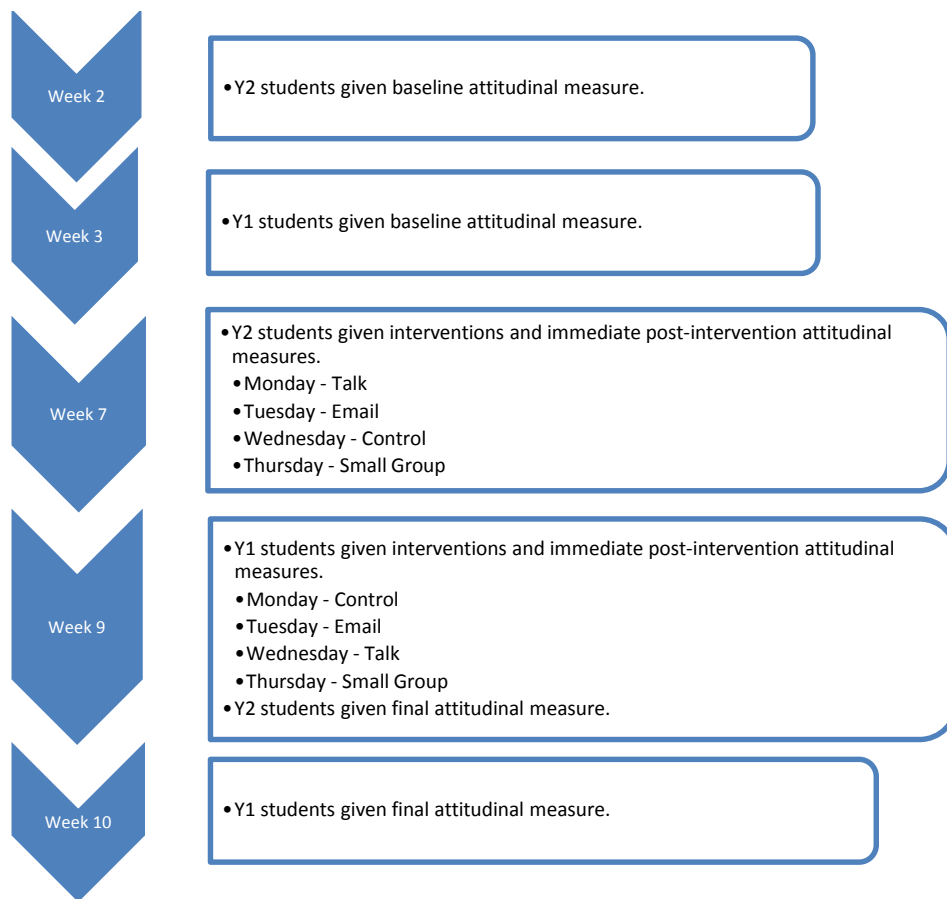 Week 2
•Y2 students given baseline attitudinal measure.
Week 3
•Y1 students given baseline attitudinal measure.
Week 7
•Y2 students given interventions and immediate post-intervention attitudinal
measures.
•Monday - Talk
•Tuesday - Email
•Wednesday - Control
•Thursday - Small Group
Week 9
•Y1 students given interventions and immediate post-intervention attitudinal
measures.
•Monday - Control
•Tuesday - Email
•Wednesday - Talk
•Thursday - Small Group
•Y2 students given final attitudinal measure.
Week 10
•Y1 students given final attitudinal measure.